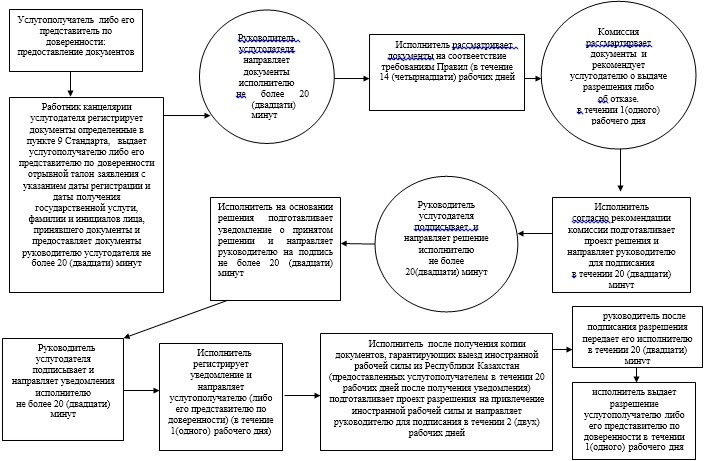 Услугополучатель либо его
представитель по
доверенности:
предоставление документов
Работник канцелярии
услугодателя регистрирует
документы определенные в
пункте 9 Стандарта, выдает
услугополучателю либо его
представителю по доверенности
отрывной талон заявления с
указанием даты регистрации и
даты получения
государственной услуги,
фамилии и инициалов лица,
принявшего документы и
предоставляет документы
руководителю услугодателя не
более 20 (двадцати) минут
Руководитель
услугодателя
направляет
документы
исполнителю
не более 20
(двадцати)
минут
Исполнитель рассматривает
документы на соответствие
требованиям Правил (в течение
14 (четырнадцати) рабочих дней
Комиссия
рассмартирвает
документы и
рекомендует
услугодателю о выдаче
разрешения либо
об отказе.
в течении 1(одного)
рабочего дня
Исполнитель
согласно рекомендации
комиссии подготавливает
проект решения и
направляет руководителю
для подписания
в течении 20 (двадцати)
минут
Руководитель
услугодателя
подписывает и
направляет решение
исполнителю
не более
20(двадцати) минут
Исполнитель на основании
решения подготавливает
уведомление о принятом
решении и направляет
руководителю на подпись
не более 20 (двадцати)
минут
Руководитель
услугодателя
подписывает и
направляет уведомления
исполнителю
не более 20 (двадцати)
минут
Исполнитель
регистрирует
уведомление и
направляет
услугополучателю (либо
его представителю по
доверенности) (в течение
1(одного) рабочего дня)
Исполнитель после получения копии
документов, гарантирующих выезд иностранной
рабочей силы из Республики Казахстан
(предоставленных услугополучателем в течении 20
рабочих дней после получения уведомления)
подготавливает проект разрешения на привлечение
иностранной рабочей силы и направляет
руководителю для подписания в течении 2 (двух)
рабочих дней
руководитель после
подписания разрешения
передает его исполнителю
в течении 20 (двадцати)
минут
исполнитель выдает
разрешение
услугополучателю либо
его представителю по
доверенности в течении
1(одного) рабочего дня